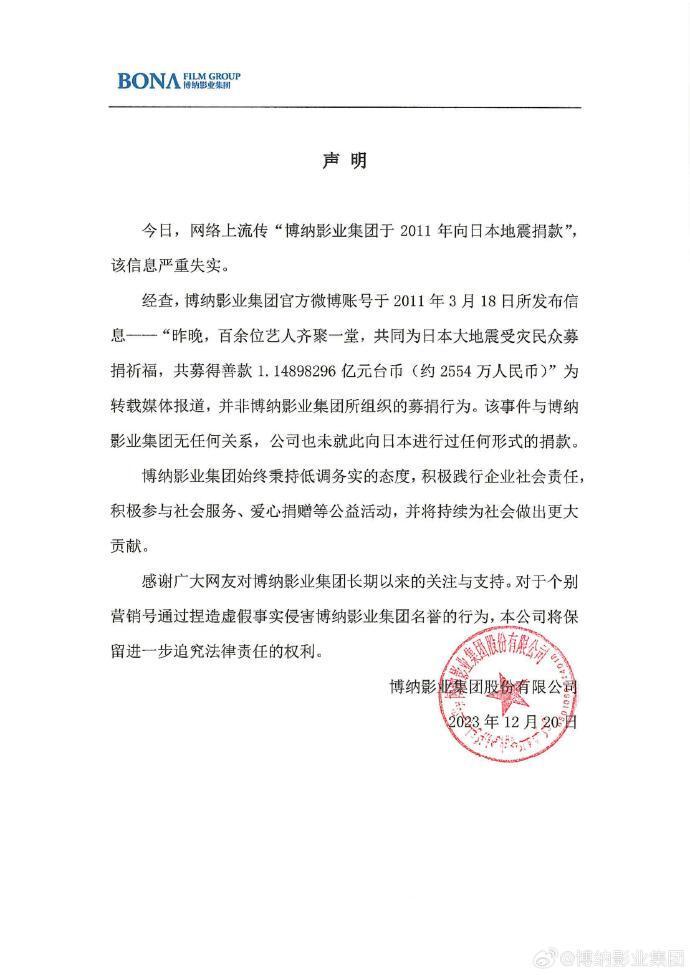 BONA FILM GROUP
博纳影业集团
声 明
今日，网络上流传“博纳影业集团于 2011 年向日本地震捐款”，
该信息严重失实。
经查，博纳影业集团官方微博账号于 2011 年 3 月 18 日所发布信
息——“昨晚，百余位艺人齐聚一堂，共同为日本大地震受灾民众募
捐祈福，共募得善款 1.14898296 亿元台币（约 2554 万人民币）”为
转载媒体报道，并非博纳影业集团所组织的募捐行为。该事件与博纳
影业集团无任何关系，公司也未就此向日本进行过任何形式的捐款。
博纳影业集团始终秉持低调务实的态度，积极践行企业社会责任，
积极参与社会服务、爱心捐赠等公益活动，并将持续为社会做出更大
贡献。
感谢广大网友对博纳影业集团长期以来的关注与支持。对于个别
营销号通过捏造虚假事实侵害博纳影业集团名誉的行为，本公司将保
留进一步追究法律责任的权利。
博纳影业集团股份有限公司
博纳影业集团股份有限公司
2023 年 12 月 20 日
@博纳影业集团